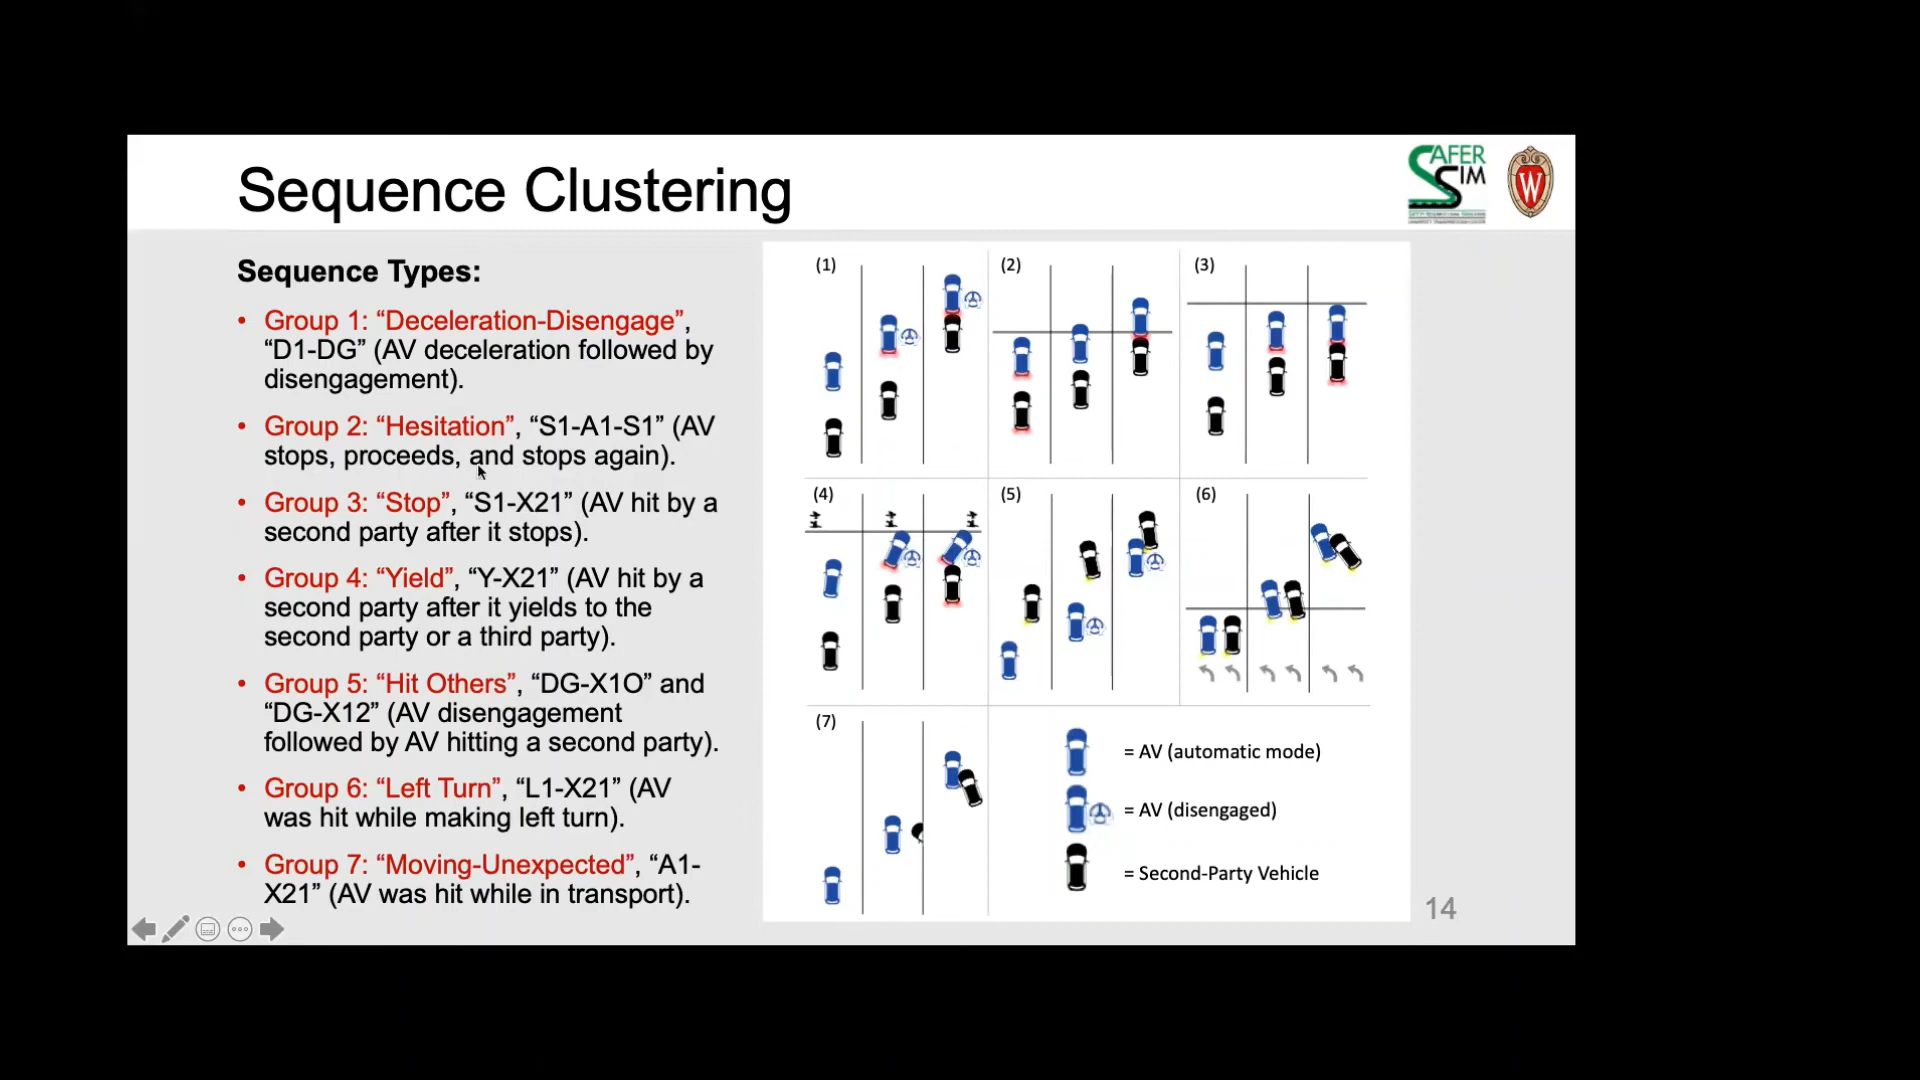 Sequence Clustering
AFER
SIM
W
Sequence Types:
• Group 1: “Deceleration-Disengage”,
“D1-DG” (AV deceleration followed by
disengagement).
• Group 2: “Hesitation”, “S1-A1-S1” (AV
stops, proceeds, and stops again).
• Group 3: “Stop”, “S1-X21” (AV hit by a
second party after it stops).
• Group 4: “Yield”, “Y-X21” (AV hit by a
second party after it yields to the
second party or a third party).
• Group 5: “Hit Others”, “DG-X1O” and
“DG-X12” (AV disengagement
followed by AV hitting a second party).
• Group 6: “Left Turn”, “L1-X21” (AV
was hit while making left turn).
• Group 7: “Moving-Unexpected”, “A1-
X21” (AV was hit while in transport).
(1)
(2)
(3)
(4)
(5)
(6)
(7)
= AV (automatic mode)
= AV (disengaged)
= Second-Party Vehicle
14